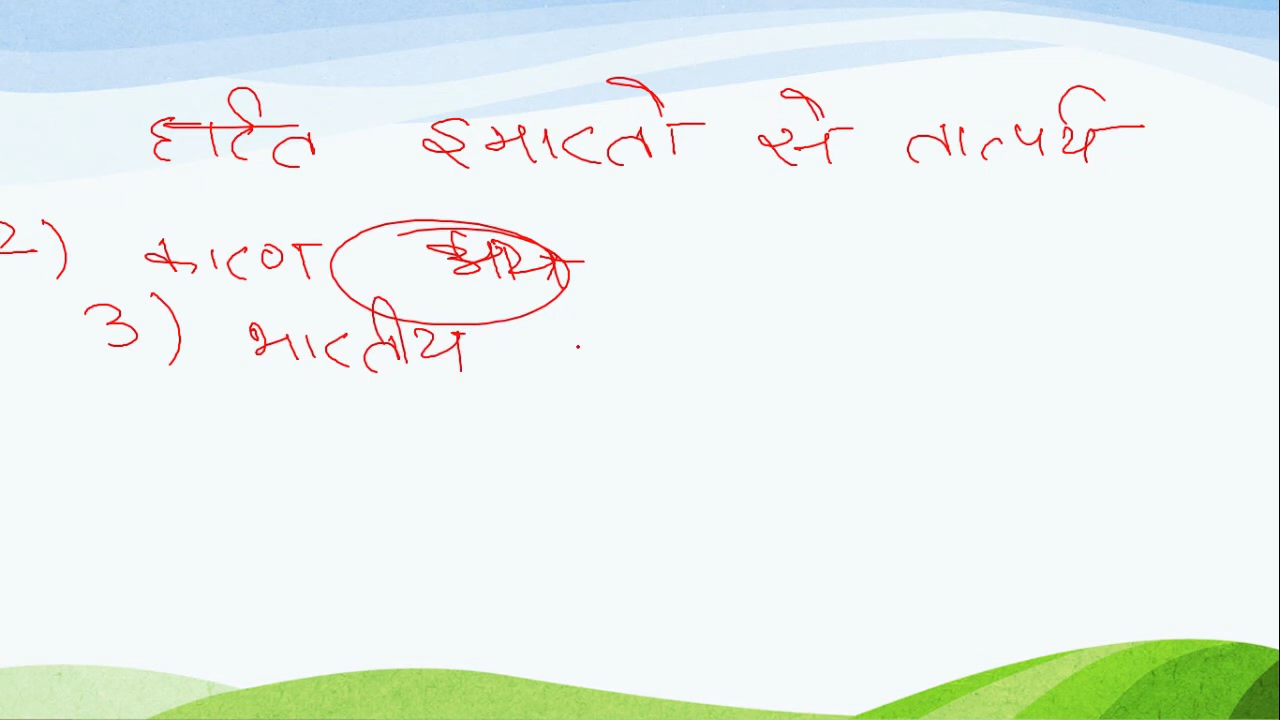 हरित इमारतों से तात्पर्य
2) कारण
3) भारतीय